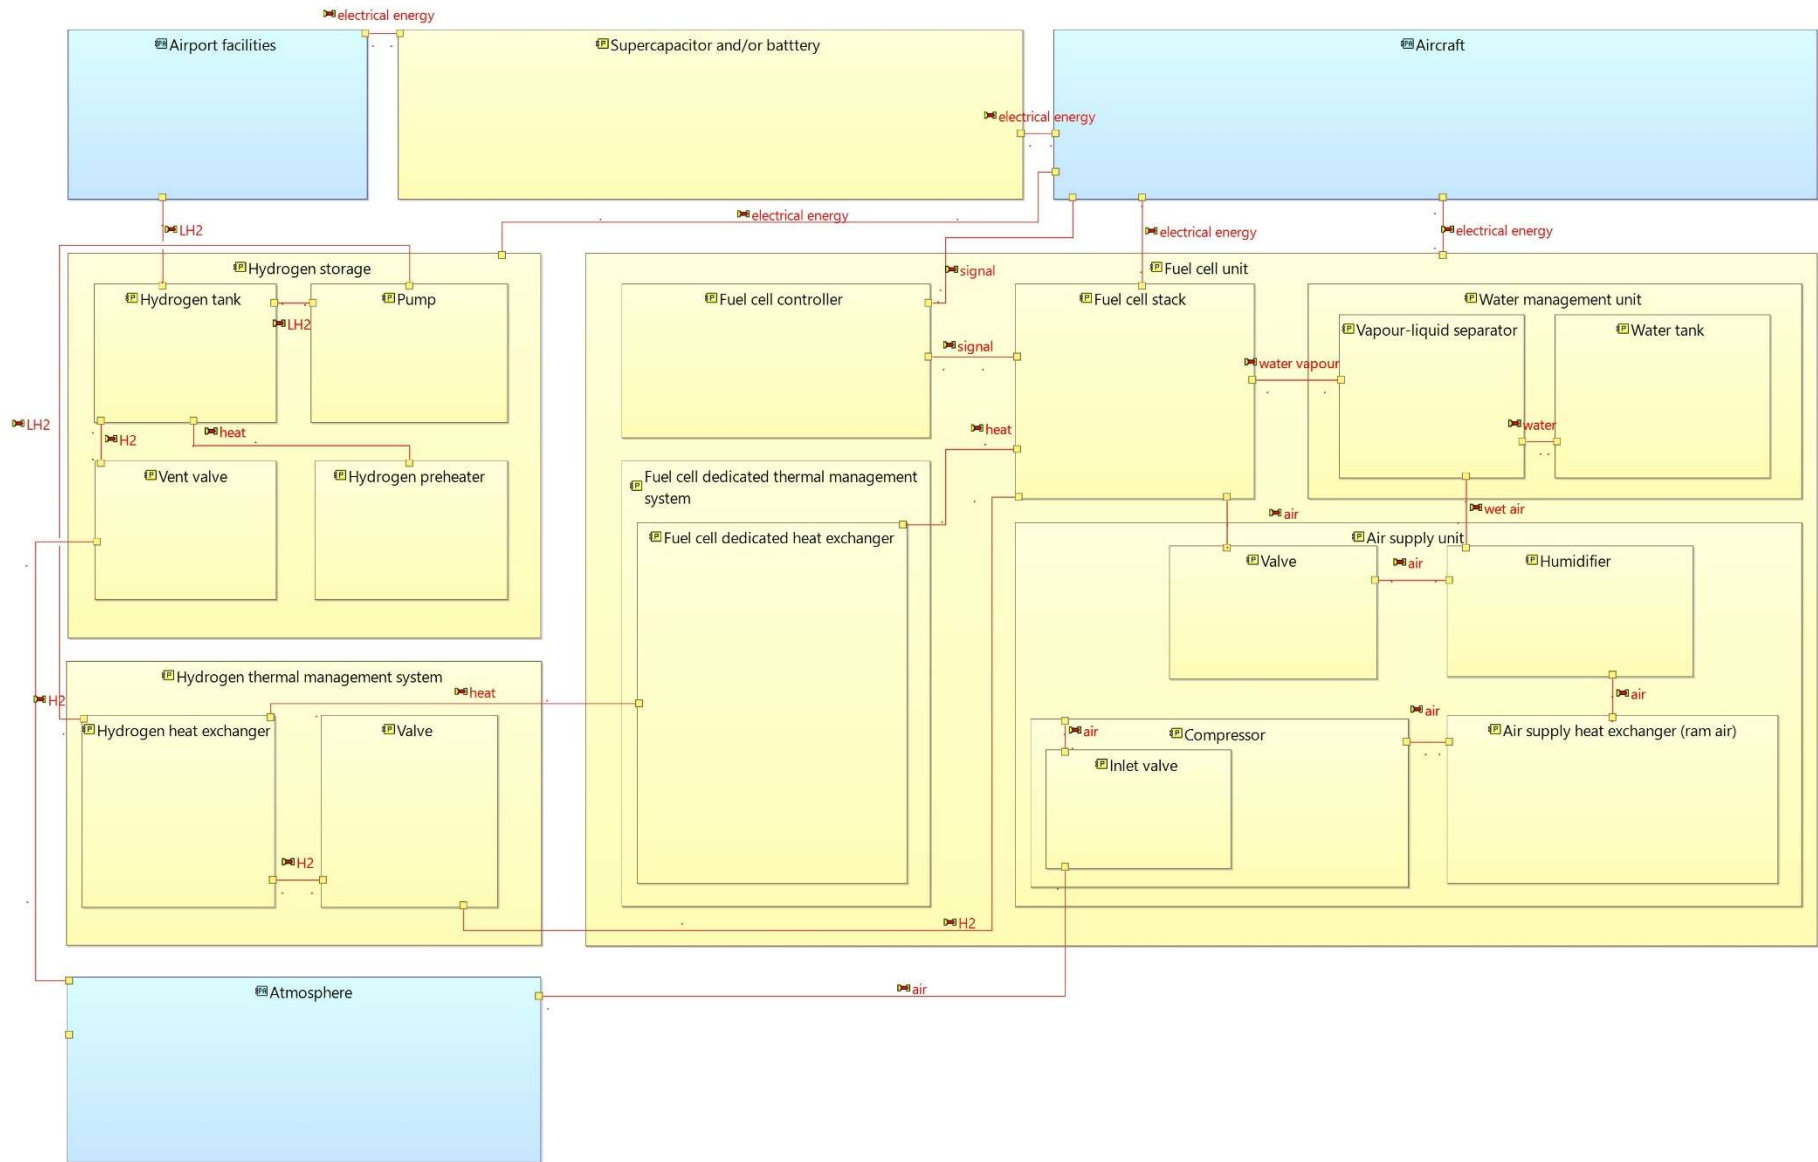 electrical energy
Airport facilities
Supercapacitor and/or batttery
Aircraft
electrical energy
electrical energy
LH2
electrical energy
electrical energy
Hydrogen storage
Hydrogen tank
Pump
LH2
LH2
H2
heat
Vent valve
Hydrogen preheater
Fuel cell unit
signal
Fuel cell controller
Fuel cell stack
Water management unit
Vapour-liquid separator
Water tank
signal
water vapour
water
heat
Fuel cell dedicated thermal management
system
Fuel cell dedicated heat exchanger
air
wet air
Air supply unit
Valve
air
Humidifier
air
air
Compressor
air
Inlet valve
Air supply heat exchanger (ram air)
H2
Hydrogen thermal management system
heat
Hydrogen heat exchanger
Valve
H2
H2
Atmosphere
air